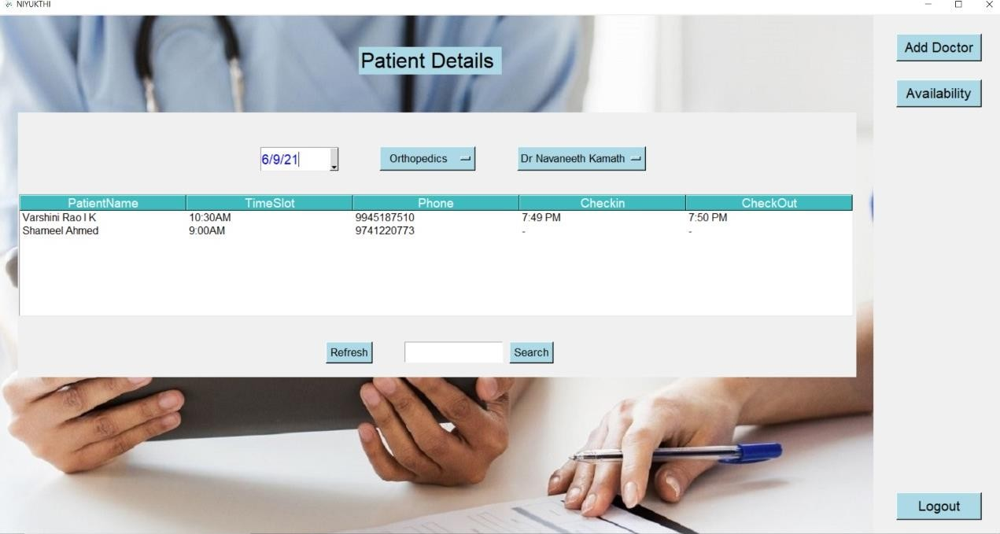 NIYUKTHI
Patient Details
Add Doctor
Availability
6/9/21 Orthopedics Dr Navaneeth Kamath
PatientName TimeSlot Phone Checkin CheckOut
Varshini Rao I K 10:30AM 9945187510 7:49 PM 7:50 PM
Shameel Ahmed 9:00AM 9741220773 - -
Refresh Search
Logout